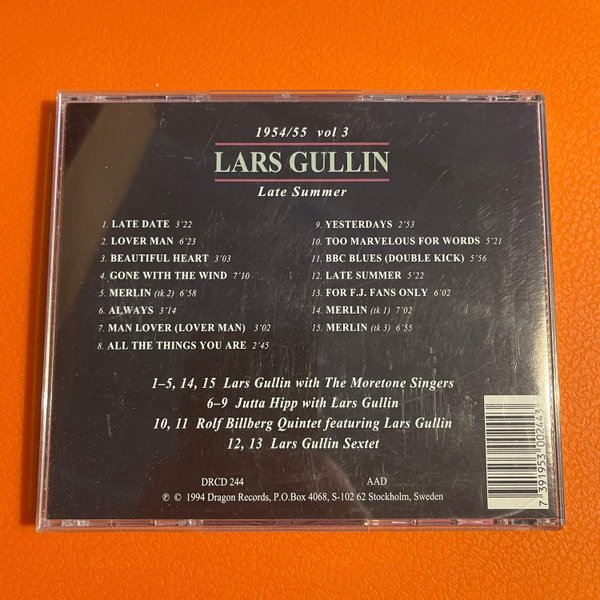 1954/55 vol 3
LARS GULLIN
Late Summer
1. LATE DATE 3'22
2. LOVER MAN 6'23
3. BEAUTIFUL HEART 3'03
4. GONE WITH THE WIND 7'10
5. MERLIN (tk 2) 6'58
6. ALWAYS 3'14
7. MAN LOVER (LOVER MAN) 3'02
8. ALL THE THINGS YOU ARE 2'45
9. YESTERDAYS 2'53
10. TOO MARVELOUS FOR WORDS 5'21
11. BBC BLUES (DOUBLE KICK) 5'56
12. LATE SUMMER 5'22
13. FOR F.J. FANS ONLY 6'02
14. MERLIN (tk 1) 7'02
15. MERLIN (tk 3) 6'55
1–5, 14, 15 Lars Gullin with The Moretone Singers
6–9 Jutta Hipp with Lars Gullin
10, 11 Rolf Billberg Quintet featuring Lars Gullin
12, 13 Lars Gullin Sextet
DRCD 244 AAD
℗ © 1994 Dragon Records, P.O.Box 4068, S-102 62 Stockholm, Sweden
7 391953 002443